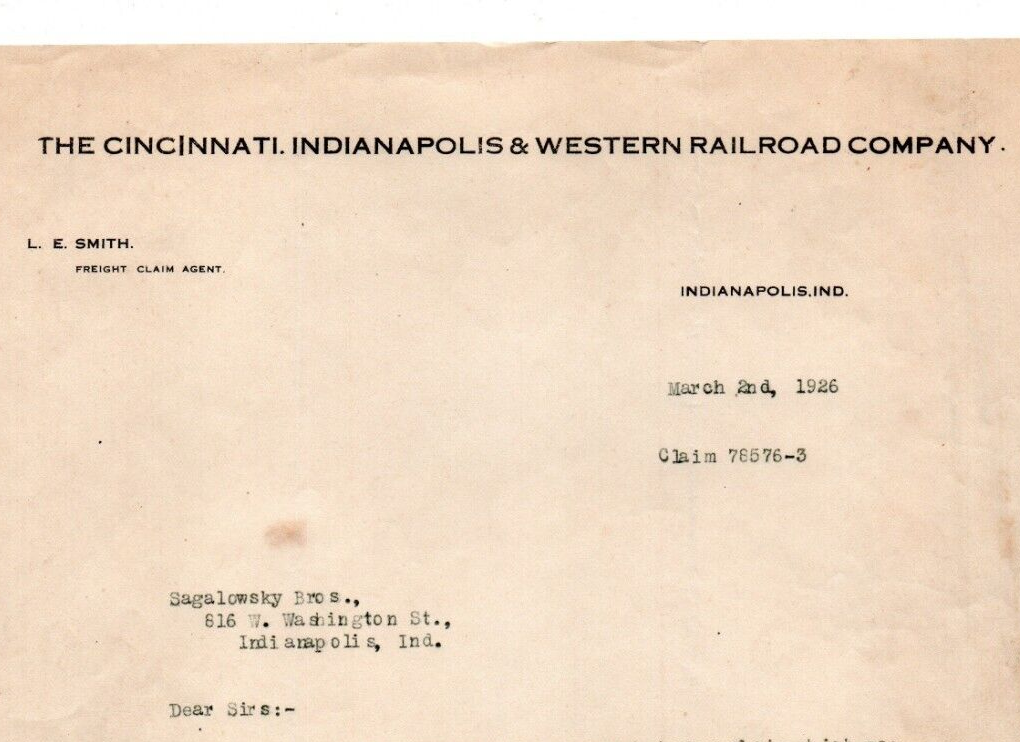 THE CINCINNATI. INDIANAPOLIS & WESTERN RAILROAD COMPANY.
L. E. SMITH.
FREIGHT CLAIM AGENT.
INDIANAPOLIS, IND.
March 2nd, 1926
Claim 78576-3
Sagalowsky Bros.,
816 W. Washington St.,
Indianapolis, Ind.
Dear Sirs:-